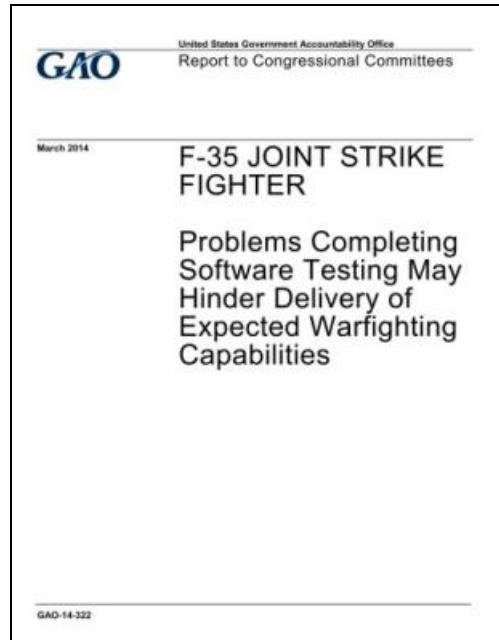 United States Government Accountability Office
GAO
Report to Congressional Committees
March 2014
F-35 JOINT STRIKE
FIGHTER
Problems Completing
Software Testing May
Hinder Delivery of
Expected Warfighting
Capabilities
GAO-14-322